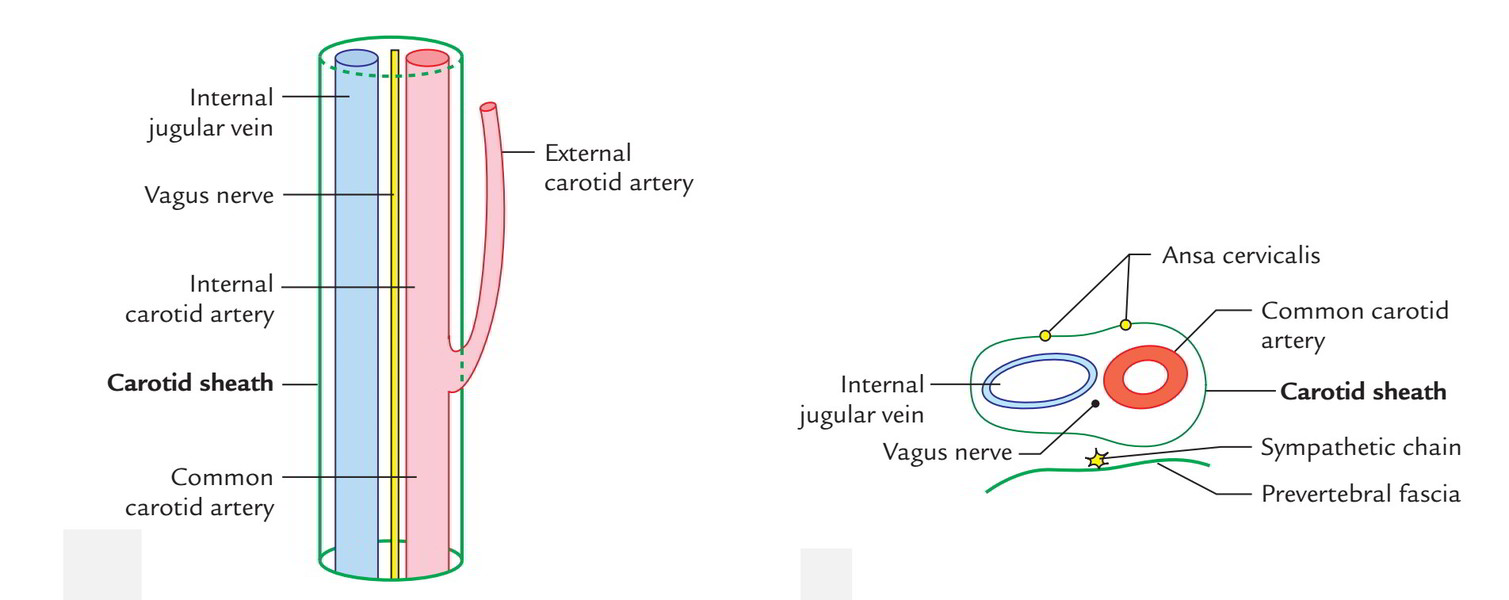 Internal
jugular vein
Vagus nerve
Internal
carotid artery
Carotid sheath
Common
carotid artery
External
carotid artery
Ansa cervicalis
Common carotid
artery
Internal
jugular vein
Carotid sheath
Vagus nerve
Sympathetic chain
Prevertebral fascia